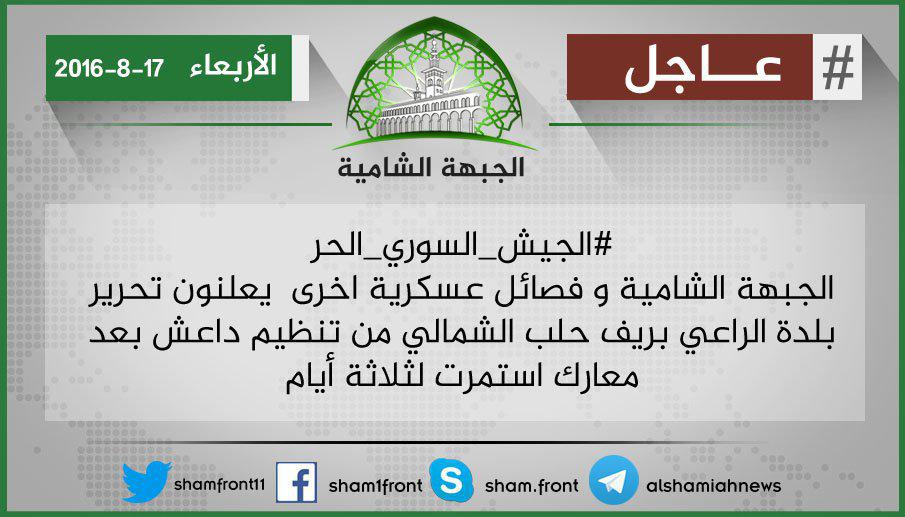 # عـــاجل
الأربعاء 17-8-2016
الجبهة الشامية
#الجيش_السوري_الحر
الجبهة الشامية و فصائل عسكرية اخرى يعلنون تحرير
بلدة الراعي بريف حلب الشمالي من تنظيم داعش بعد
معارك استمرت لثلاثة أيام
shamfront11 sham1front sham.front alshamiahnews